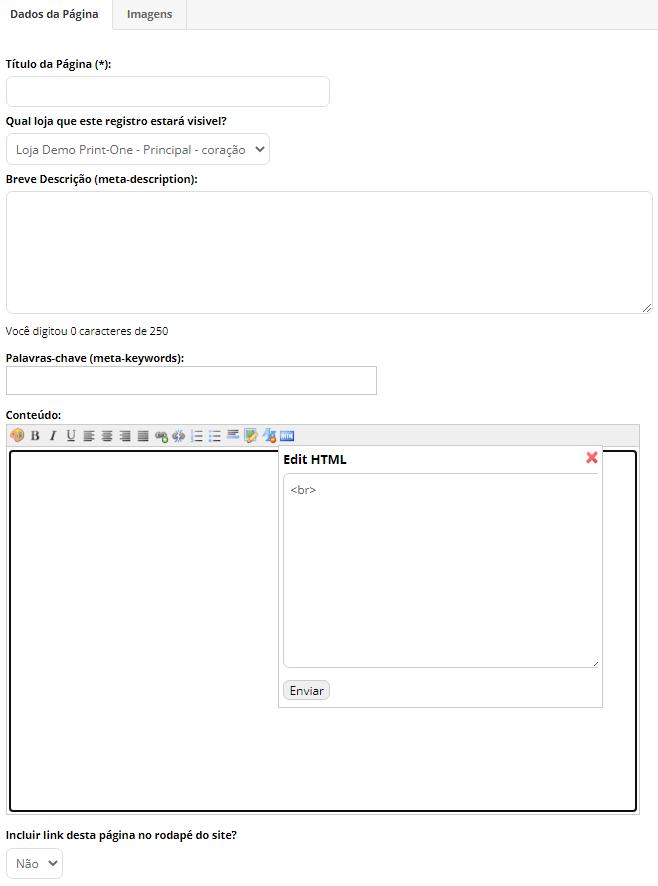 Dados da Página
Imagens
Título da Página (*):
Qual loja que este registro estará visivel?
Loja Demo Print-One - Principal - coração
Breve Descrição (meta-description):
Você digitou 0 caracteres de 250
Palavras-chave (meta-keywords):
Conteúdo:
B I U
Edit HTML
<br>
Enviar
Incluir link desta página no rodapé do site?
Não